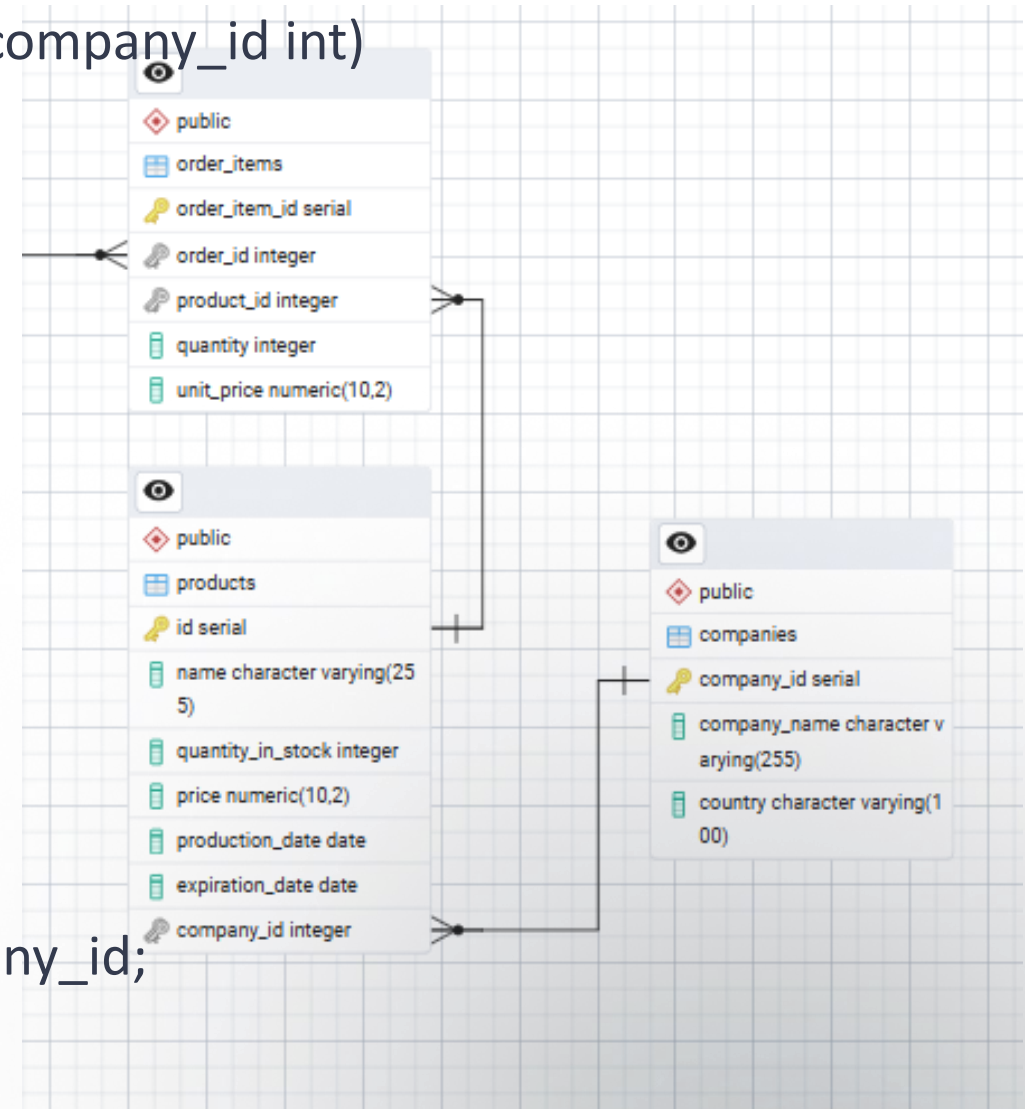 company_id int)
public
order_items
order_item_id serial
order_id integer
product_id integer
quantity integer
unit_price numeric(10,2)
public
products
id serial
name character varying(25
5)
quantity_in_stock integer
price numeric(10,2)
production_date date
expiration_date date
company_id integer
public
companies
company_id serial
company_name character v
arying(255)
country character varying(1
00)
ny_id;